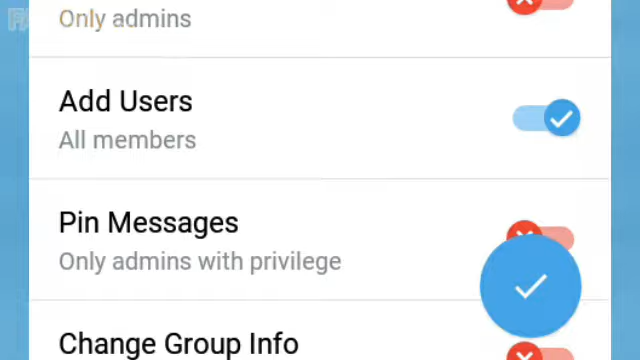 Only admins
Add Users
All members
Pin Messages
Only admins with privilege
Change Group Info